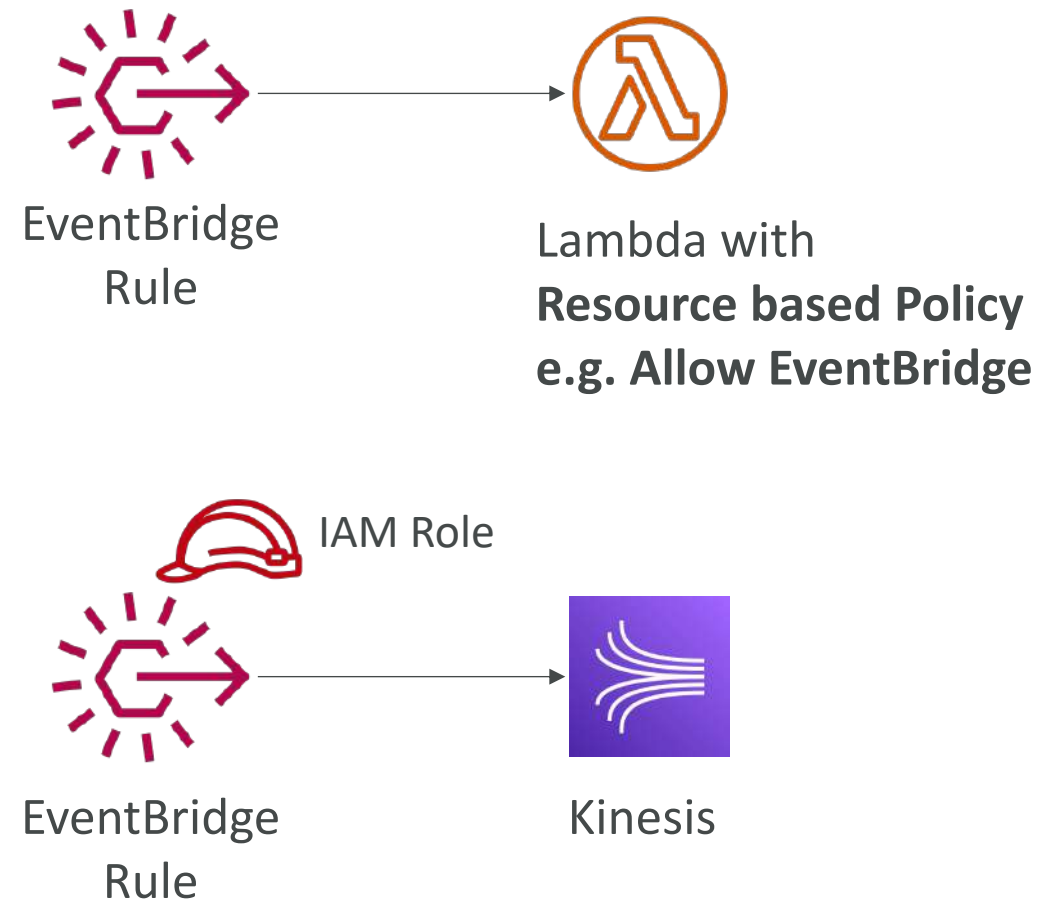 EventBridge
Rule
Lambda with
Resource based Policy
e.g. Allow EventBridge
IAM Role
EventBridge
Rule
Kinesis